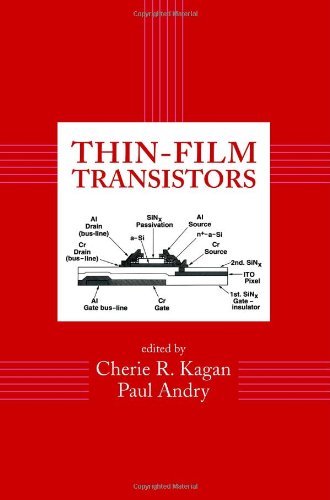 THIN-FILM
TRANSISTORS
Al
Drain
(bus-line)
SiNx
Passivation
Al
Source
a-Si
n+-a-Si
Cr
Drain
(bus-line)
Cr
Source
2nd. SiNx
ITO
Pixel
Al
Gate bus-line
Cr
Gate
1st. SiNx
Gate –
insulator
edited by
Cherie R. Kagan
Paul Andry